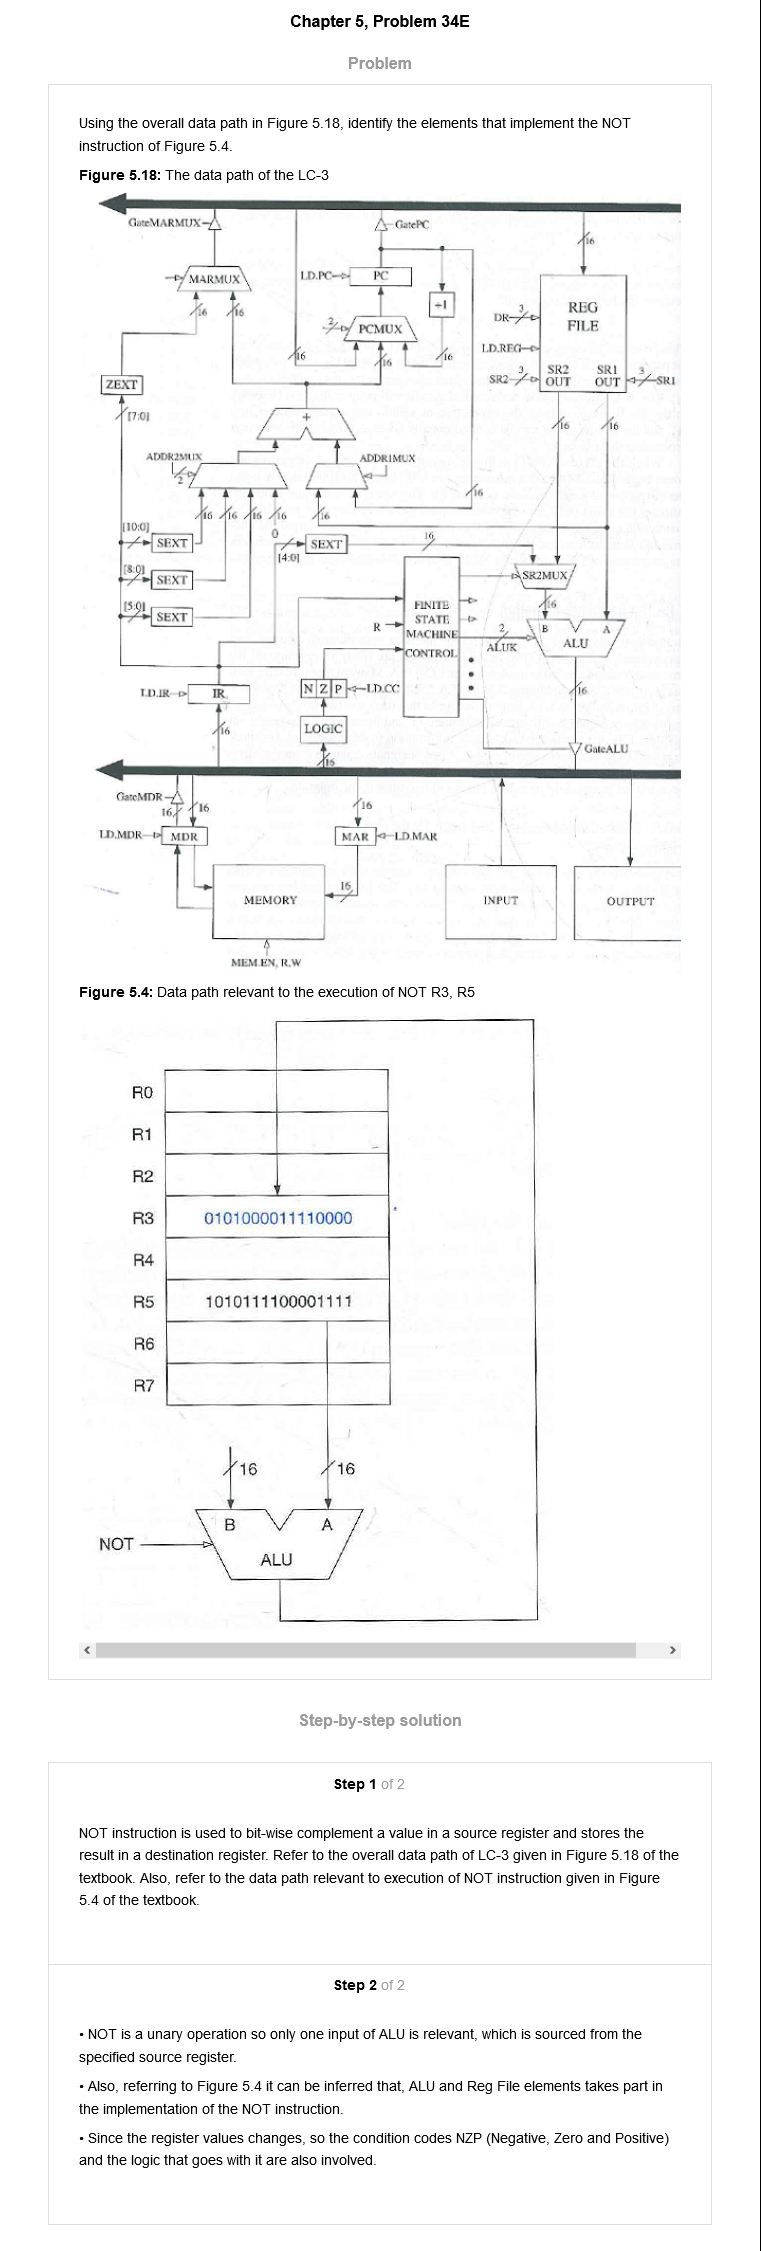 Chapter 5, Problem 34E
Problem
Using the overall data path in Figure 5.18, identify the elements that implement the NOT
instruction of Figure 5.4.
Figure 5.18: The data path of the LC-3
GateMARMUX
GatePC
16
MARMUX
LD.PC
PC
+1
REG
FILE
3
DR
2
PCMUX
LD.REG
16
16
16
16
16
ZEXT
SR2
3
SR2
OUT
SR1
OUT
3
SR1
[7:0]
+
16
16
ADDR2MUX
2
ADDR1MUX
16
16
16
16
16
16
[10:0]
SEXT
0
[4:0]
SEXT
16
[8:0]
SEXT
SR2MUX
[5:0]
SEXT
FINITE
STATE
MACHINE
CONTROL
16
R
2
ALUK
B
A
ALU
LD.IR
IR
N Z P
LD.CC
16
LOGIC
16
16
GateALU
GateMDR
16
16
16
LD.MDR
MDR
MAR
LD.MAR
MEMORY
16
INPUT
OUTPUT
MEM.EN, R.W
Figure 5.4: Data path relevant to the execution of NOT R3, R5
R0
R1
R2
R3 0101000011110000
R4
R5 1010111100001111
R6
R7
16
16
B
A
NOT
ALU
Step-by-step solution
Step 1 of 2
NOT instruction is used to bit-wise complement a value in a source register and stores the
result in a destination register. Refer to the overall data path of LC-3 given in Figure 5.18 of the
textbook. Also, refer to the data path relevant to execution of NOT instruction given in Figure
5.4 of the textbook.
Step 2 of 2
• NOT is a unary operation so only one input of ALU is relevant, which is sourced from the
specified source register.
• Also, referring to Figure 5.4 it can be inferred that, ALU and Reg File elements takes part in
the implementation of the NOT instruction.
• Since the register values changes, so the condition codes NZP (Negative, Zero and Positive)
and the logic that goes with it are also involved.